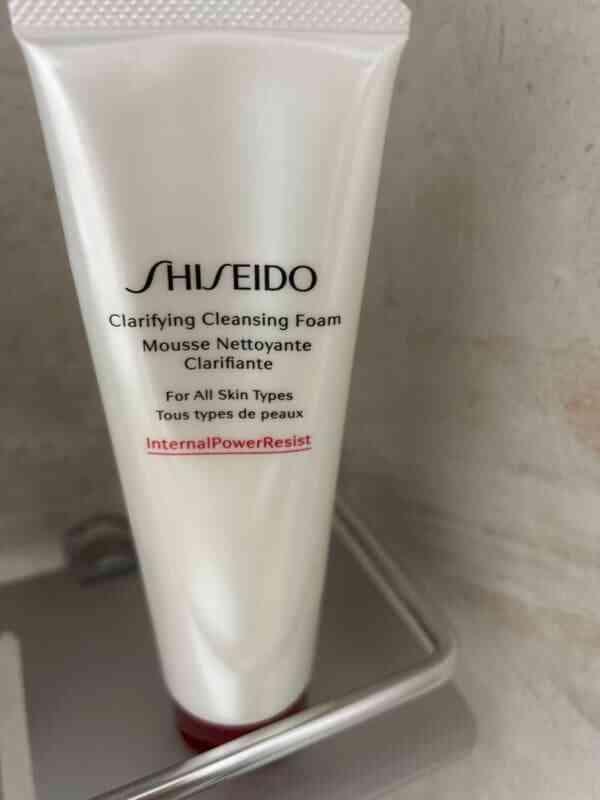 SHISEIDO
Clarifying Cleansing Foam
Mousse Nettoyante
Clarifiante
For All Skin Types
Tous types de peaux
InternalPowerResist